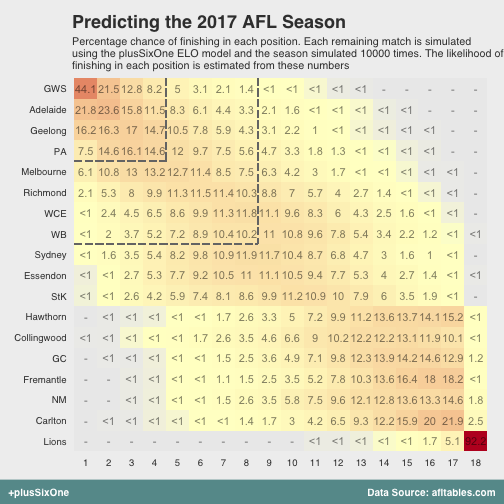 Predicting the 2017 AFL Season
Percentage chance of finishing in each position. Each remaining match is simulated
using the plusSixOne ELO model and the season simulated 10000 times. The likelihood of
finishing in each position is estimated from these numbers
GWS 44.1 21.5 12.8 8.2 5 3.1 2.1 1.4 <1 <1 <1 <1 <1 - - - - -
Adelaide 21.8 23.6 15.8 11.5 8.3 6.1 4.4 3.3 2.1 1.6 <1 <1 <1 <1 <1 - - -
Geelong 16.2 16.3 17 14.7 10.5 7.8 5.9 4.3 3.1 2.2 1 <1 <1 <1 <1 <1 - -
PA 7.5 14.6 16.1 14.6 12 9.7 7.5 5.6 4.7 3.3 1.8 1.3 <1 <1 <1 <1 - -
Melbourne 6.1 10.8 13 13.2 12.7 11.4 8.5 7.5 6.3 4.2 3 1.7 <1 <1 <1 <1 <1 -
Richmond 2.1 5.3 8 9.9 11.3 11.5 11.4 10.3 8.8 7 5.7 4 2.7 1.4 <1 <1 <1 -
WCE <1 2.4 4.5 6.5 8.6 9.9 11.3 11.8 11.1 9.6 8.3 6 4.3 2.5 1.6 <1 <1 -
WB <1 2 3.7 5.2 7.2 8.9 10.4 10.2 11 10.8 9.6 7.8 5.4 3.4 2.2 1.2 <1 <1
Sydney <1 1.6 3.5 5.4 8.2 9.8 10.9 11.9 11.7 10.4 8.7 6.8 4.7 3 1.6 1 <1 -
Essendon <1 <1 2.7 5.3 7.7 9.2 10.5 11 11.1 10.5 9.4 7.7 5.3 4 2.7 1.4 <1 <1
StK <1 <1 2.6 4.2 5.9 7.4 8.1 8.6 9.9 11.2 10.9 10 7.9 6 3.5 1.9 <1 -
Hawthorn - <1 <1 <1 <1 1.7 2.6 3.3 5 7.2 9.9 11.2 13.6 13.7 14.1 15.2 <1
Collingwood <1 <1 <1 <1 <1 1.7 2.6 3.5 4.6 6.6 9 10.2 12.2 12.2 13.1 11.9 10.1 <1
GC - <1 <1 <1 <1 <1 1.5 2.5 3.6 4.9 7.1 9.8 12.3 13.9 14.2 14.6 12.9 1.2
Fremantle - - <1 <1 <1 <1 1.1 1.5 2.5 3.5 5.2 7.8 10.3 13.6 16.4 18 18.2 <1
NM - - <1 <1 <1 <1 1.5 2.6 3.5 5.8 7.5 9.6 12.1 12.8 13.6 13.3 14.6 1.8
Carlton - <1 <1 <1 <1 <1 <1 1.4 1.7 3 4.2 6.5 9.3 12.2 15.9 20 21.9 2.5
Lions - - - - - - - - - - <1 <1 <1 <1 <1 1.7 5.1 92.2
1 2 3 4 5 6 7 8 9 10 11 12 13 14 15 16 17 18
+plusSixOne Data Source: afltables.com